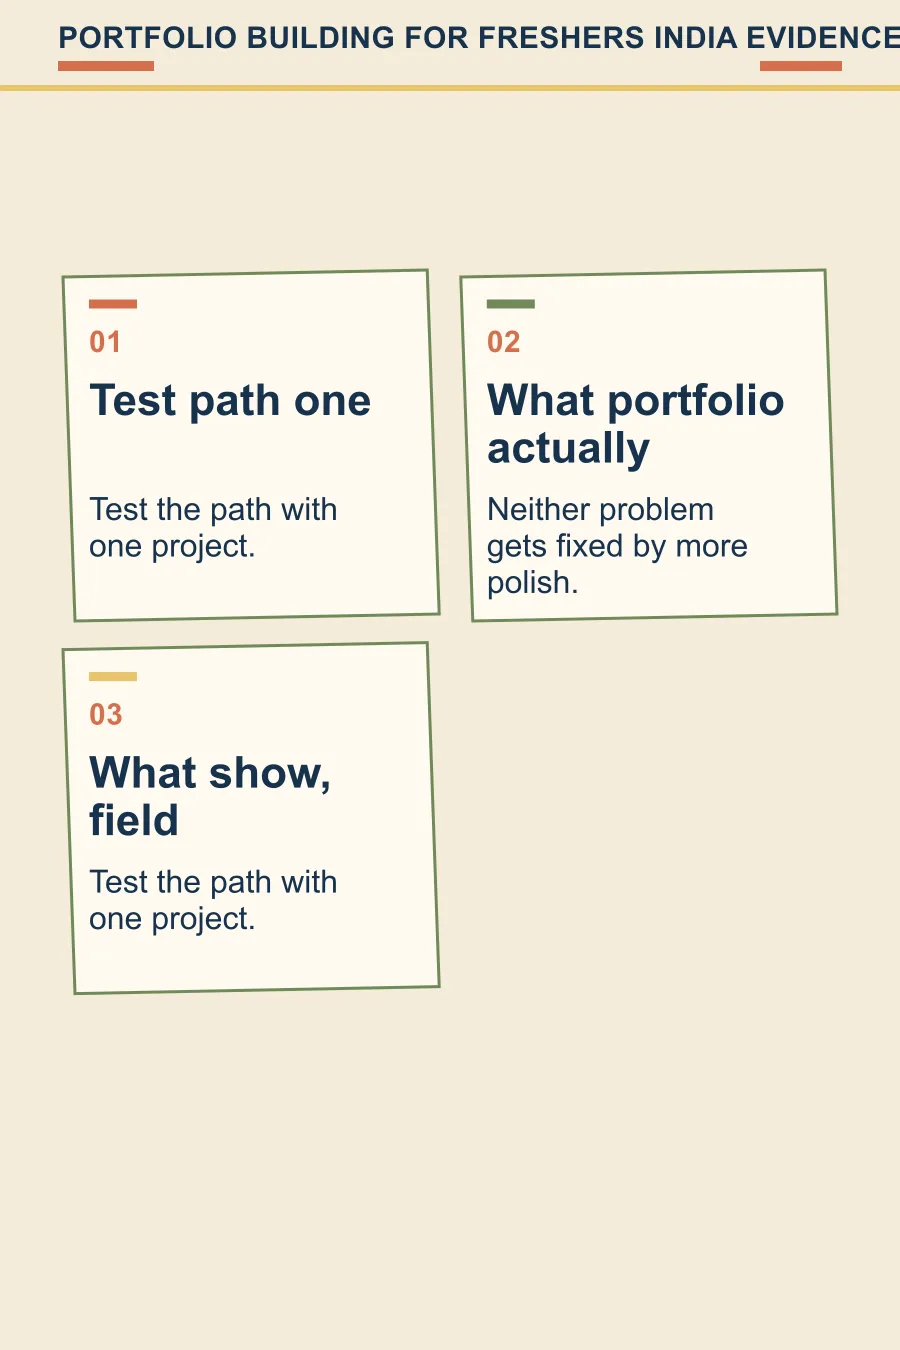 PORTFOLIO BUILDING FOR FRESHERS INDIA EVIDENCE
01
Test path one
Test the path with
one project.
02
What portfolio
actually
Neither problem
gets fixed by more
polish.
03
What show,
field
Test the path with
one project.